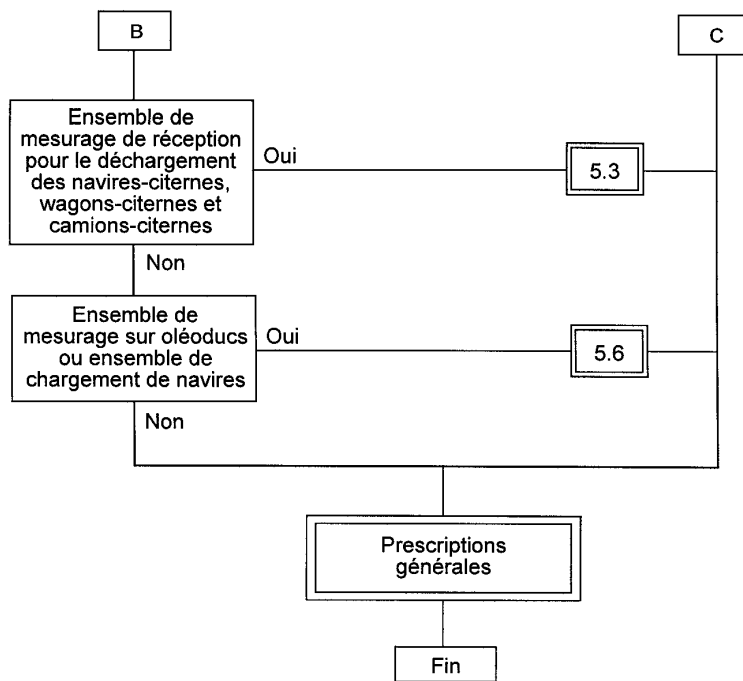 B
C
Ensemble de
mesurage de réception
pour le déchargement
des navires-citernes,
wagons-citernes et
camions-citernes
Oui
5.3
Non
Ensemble de
mesurage sur oléoducs
ou ensemble de
chargement de navires
Oui
5.6
Non
Prescriptions
générales
Fin